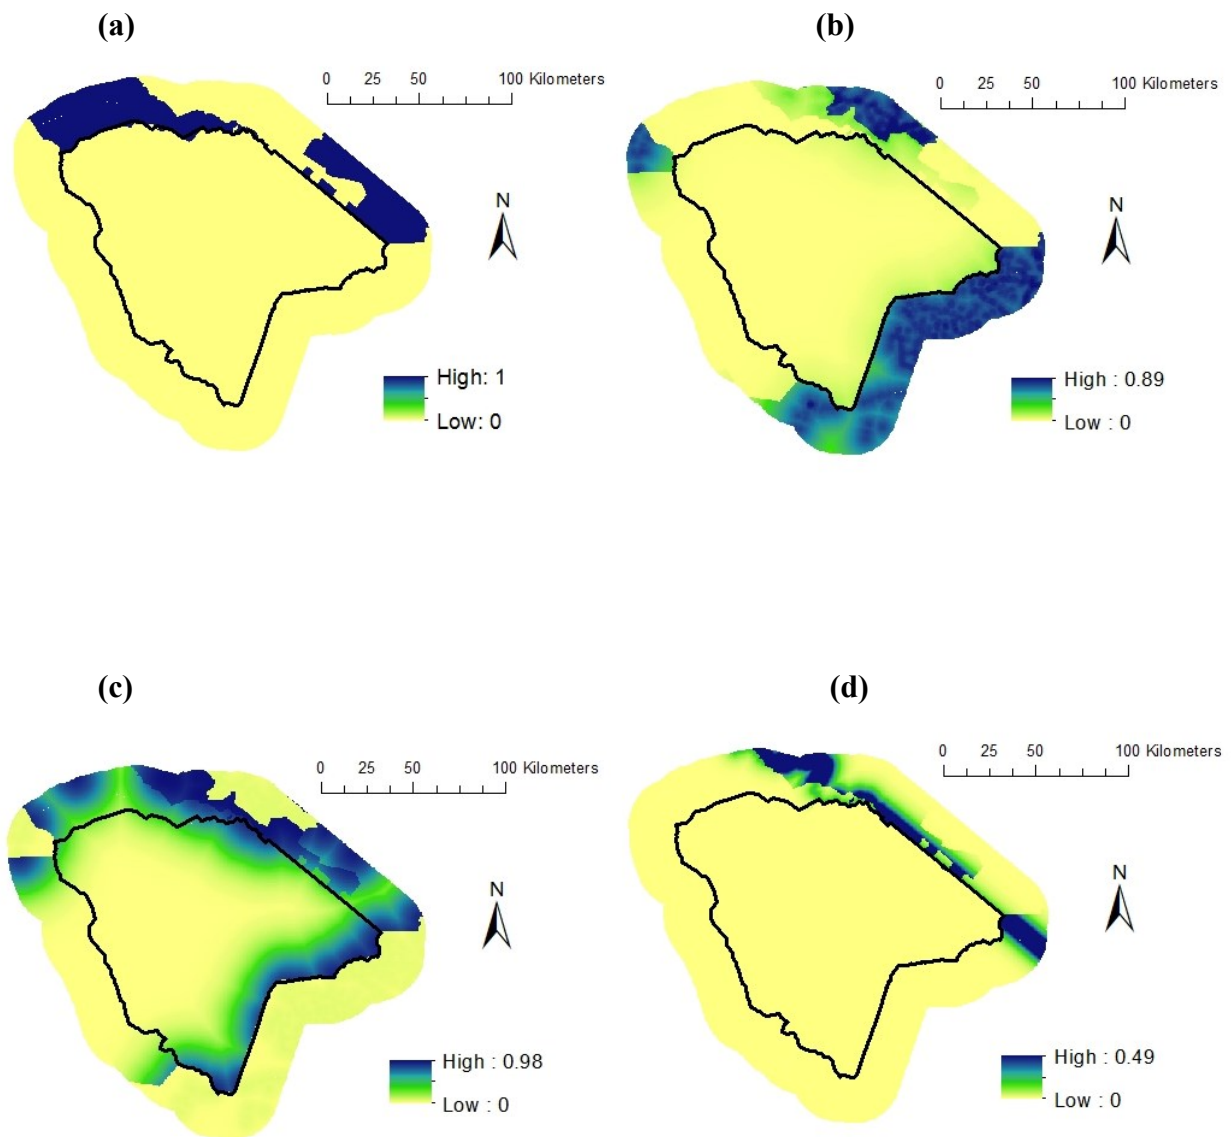 (a)
(b)
0 25 50 100 Kilometers
0 25 50 100 Kilometers
N
N
High: 1
Low: 0
High : 0.89
Low : 0
(c)
(d)
0 25 50 100 Kilometers
0 25 50 100 Kilometers
N
N
High : 0.98
Low : 0
High : 0.49
Low : 0